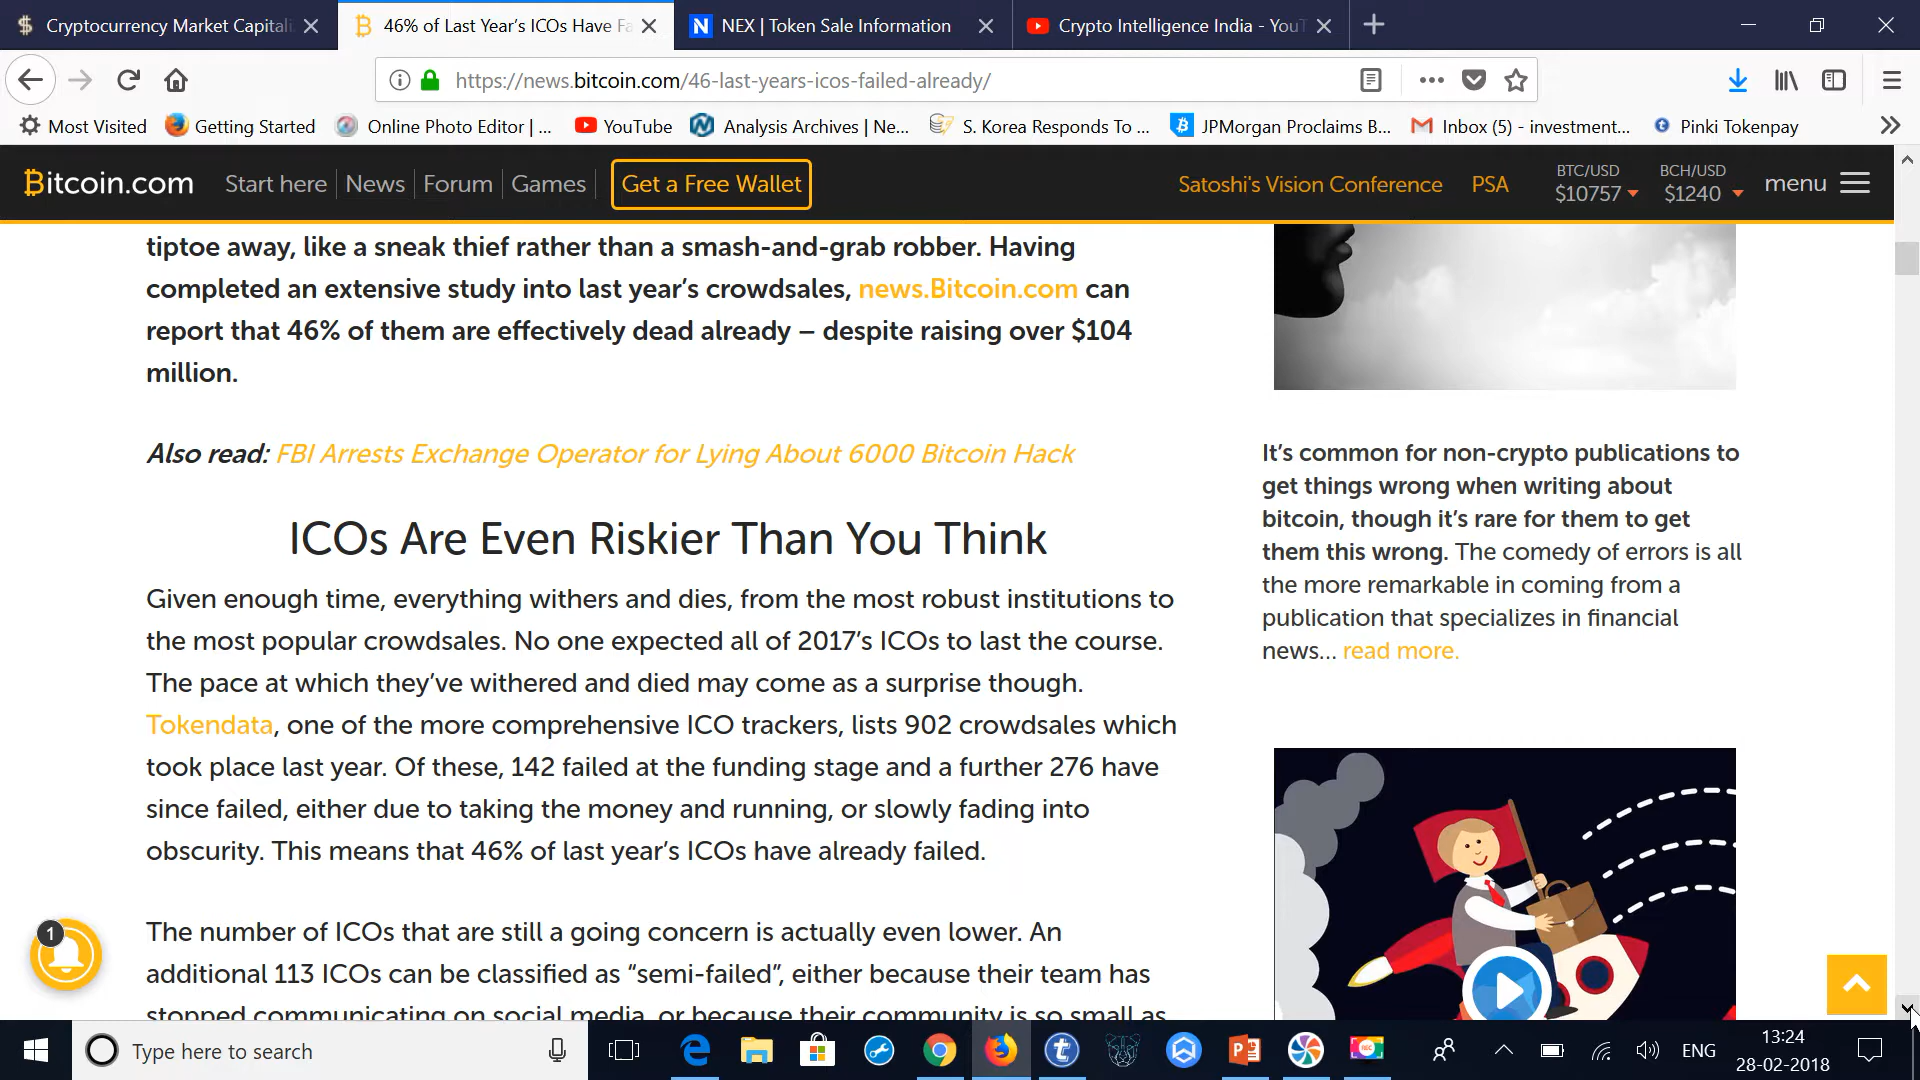 Cryptocurrency Market Capitali
46% of Last Year's ICOs Have Fa
NEX | Token Sale Information
Crypto Intelligence India - YouT
https://news.bitcoin.com/46-last-years-icos-failed-already/
Most Visited
Getting Started
Online Photo Editor | ...
YouTube
Analysis Archives | Ne...
S. Korea Responds To ...
JPMorgan Proclaims B...
Inbox (5) - investment...
Pinki Tokenpay
Bitcoin.com
Start here
News
Forum
Games
Get a Free Wallet
Satoshi's Vision Conference
PSA
BTC/USD
$10757
BCH/USD
$1240
menu
tiptoe away, like a sneak thief rather than a smash-and-grab robber. Having
completed an extensive study into last year's crowdsales, news.Bitcoin.com can
report that 46% of them are effectively dead already – despite raising over $104
million.
Also read: FBI Arrests Exchange Operator for Lying About 6000 Bitcoin Hack
ICOs Are Even Riskier Than You Think
Given enough time, everything withers and dies, from the most robust institutions to
the most popular crowdsales. No one expected all of 2017's ICOs to last the course.
The pace at which they've withered and died may come as a surprise though.
Tokendata, one of the more comprehensive ICO trackers, lists 902 crowdsales which
took place last year. Of these, 142 failed at the funding stage and a further 276 have
since failed, either due to taking the money and running, or slowly fading into
obscurity. This means that 46% of last year's ICOs have already failed.
The number of ICOs that are still a going concern is actually even lower. An
additional 113 ICOs can be classified as “semi-failed”, either because their team has
stopped communicating on social media, or because their community is so small as
It's common for non-crypto publications to
get things wrong when writing about
bitcoin, though it's rare for them to get
them this wrong. The comedy of errors is all
the more remarkable in coming from a
publication that specializes in financial
news... read more.
1
Type here to search
REC
ENG
13:24
28-02-2018